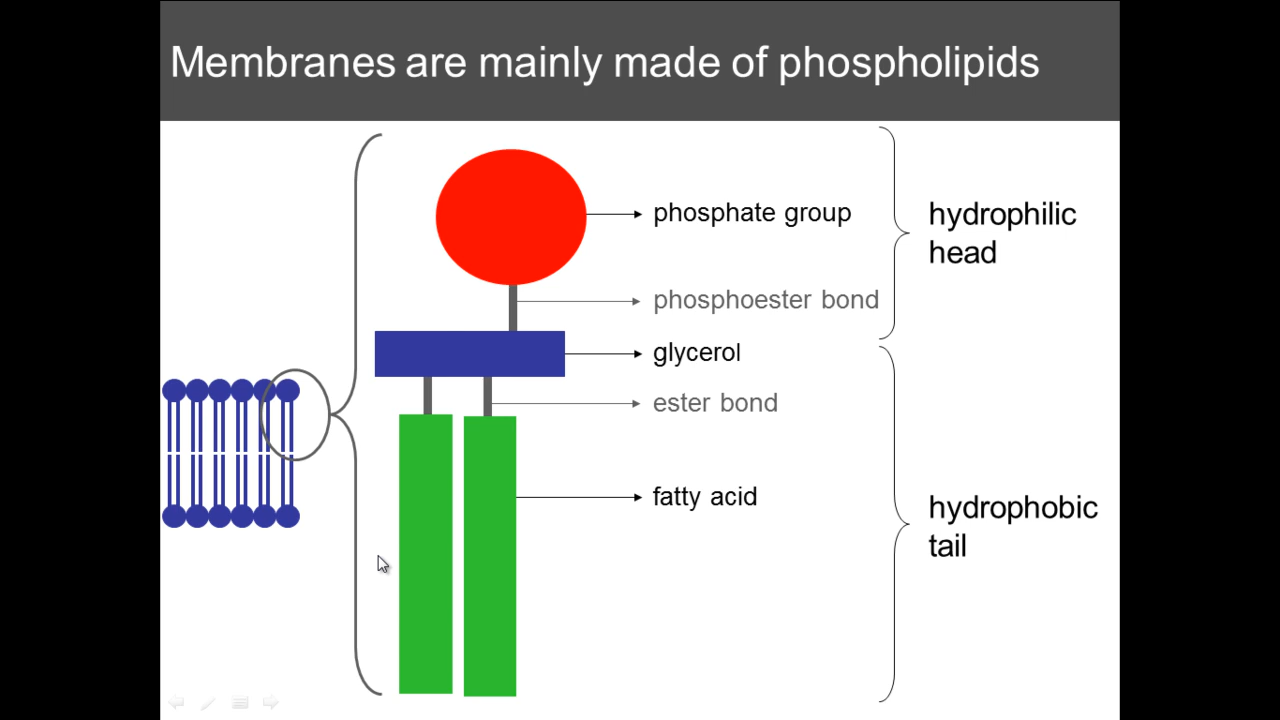 Membranes are mainly made of phospholipids
phosphate group
hydrophilic
head
phosphoester bond
glycerol
ester bond
fatty acid
hydrophobic
tail